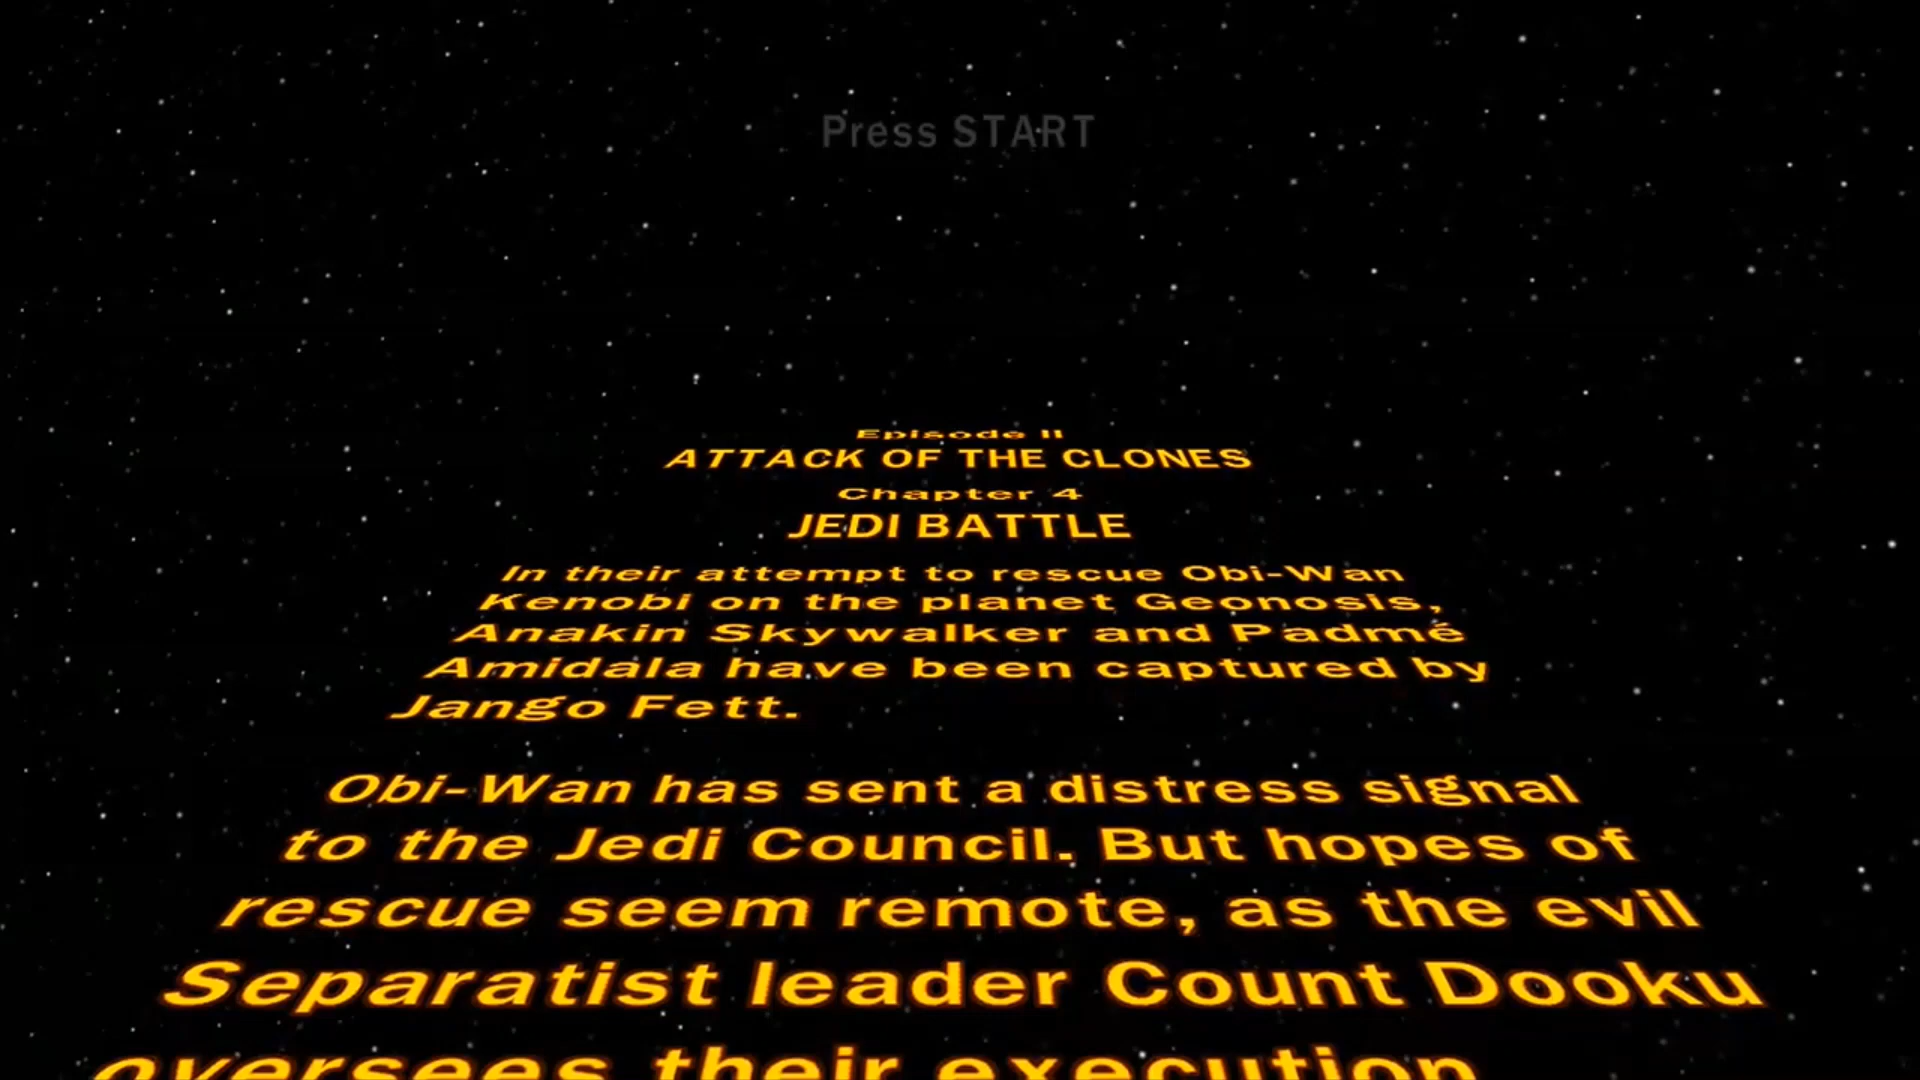 Press START
Episode II
ATTACK OF THE CLONES
Chapter 4
JEDI BATTLE
In their attempt to rescue Obi-Wan
Kenobi on the planet Geonosis,
Anakin Skywalker and Padmé
Amidala have been captured by
Jango Fett.
Obi-Wan has sent a distress signal
to the Jedi Council. But hopes of
rescue seem remote, as the evil
Separatist leader Count Dooku
oversees their execution